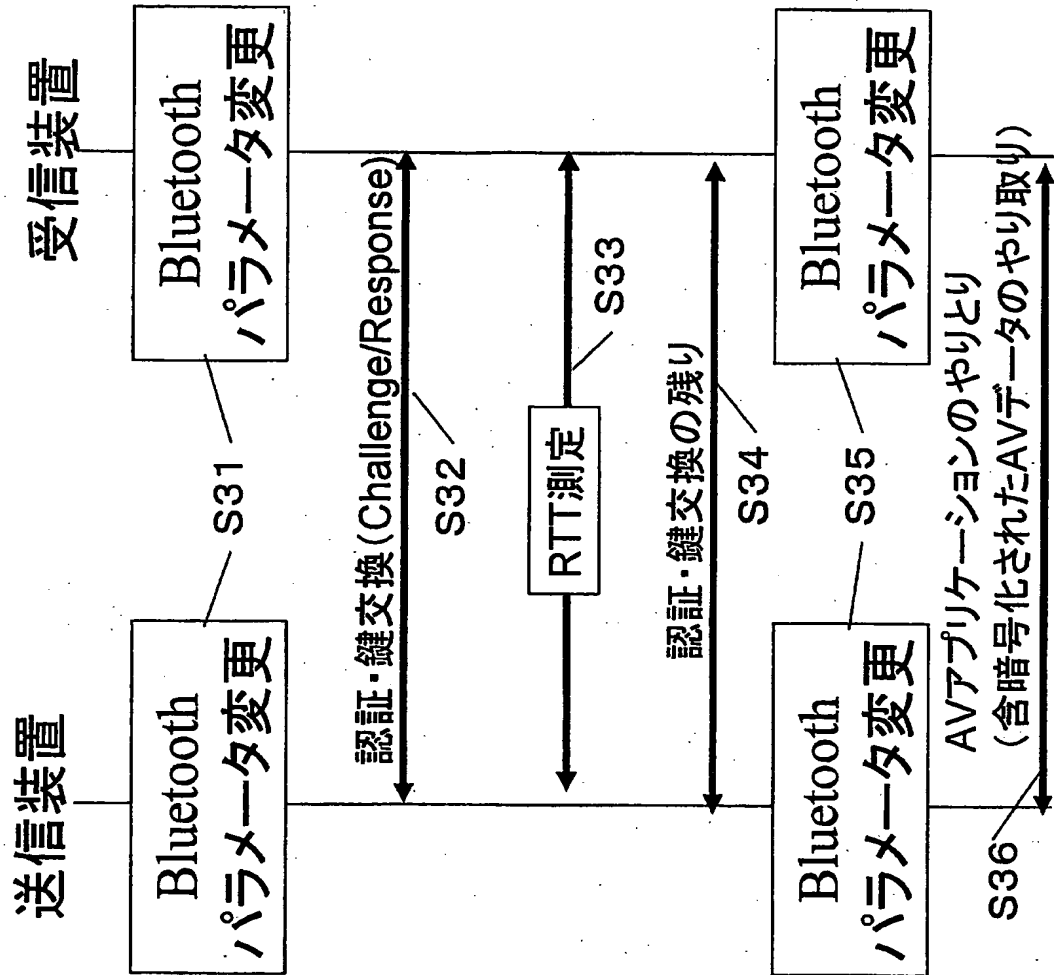 送信装置
受信装置
Bluetooth
パラメータ変更
S31
Bluetooth
パラメータ変更
認証・鍵交換(Challenge/Response)
S32
RTT測定
S33
認証・鍵交換の残り
S34
Bluetooth
パラメータ変更
S35
Bluetooth
パラメータ変更
AVアプリケーションのやりとり
(含暗号化されたAVデータのやり取り)
S36